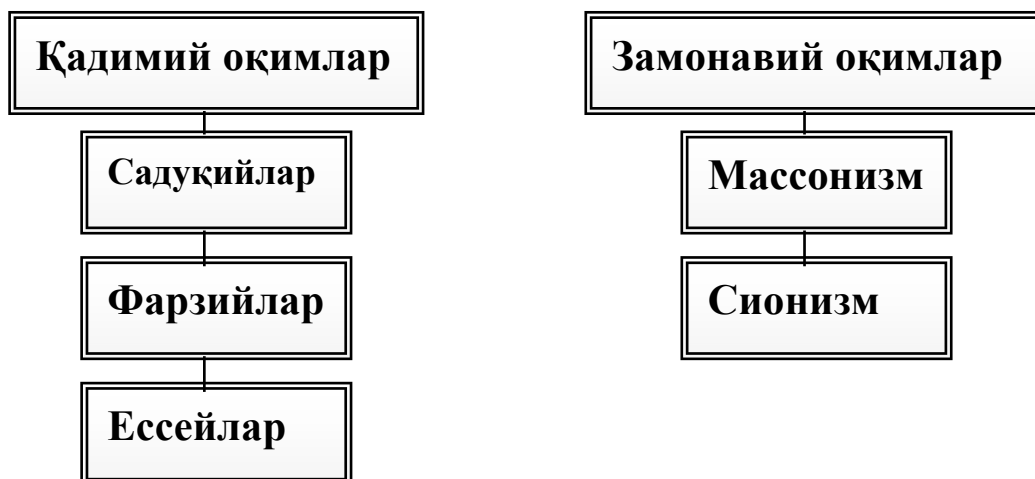 Қадимий оқимлар
Садуқийлар
Фарзийлар
Ессейлар
Замонавий оқимлар
Массонизм
Сионизм